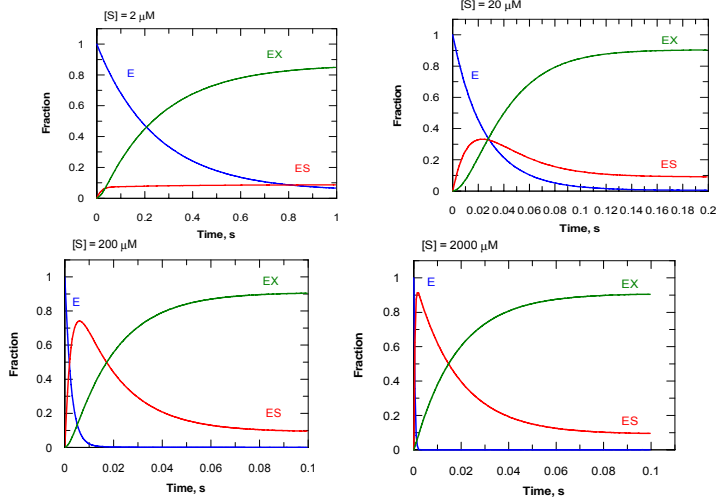 [S] = 2 μM
EX
E
ES
Fraction
1
0.8
0.6
0.4
0.2
0
0 0.2 0.4 0.6 0.8 1
Time, s
[S] = 20 μM
EX
E
ES
Fraction
1
0.8
0.6
0.4
0.2
0
0 0.02 0.04 0.06 0.08 0.1 0.12 0.14 0.16 0.18 0.2
Time, s
[S] = 200 μM
E
EX
ES
Fraction
1
0.8
0.6
0.4
0.2
0
0 0.02 0.04 0.06 0.08 0.1
Time, s
[S] = 2000 μM
E
EX
ES
Fraction
1
0.8
0.6
0.4
0.2
0
0 0.02 0.04 0.06 0.08 0.1
Time, s